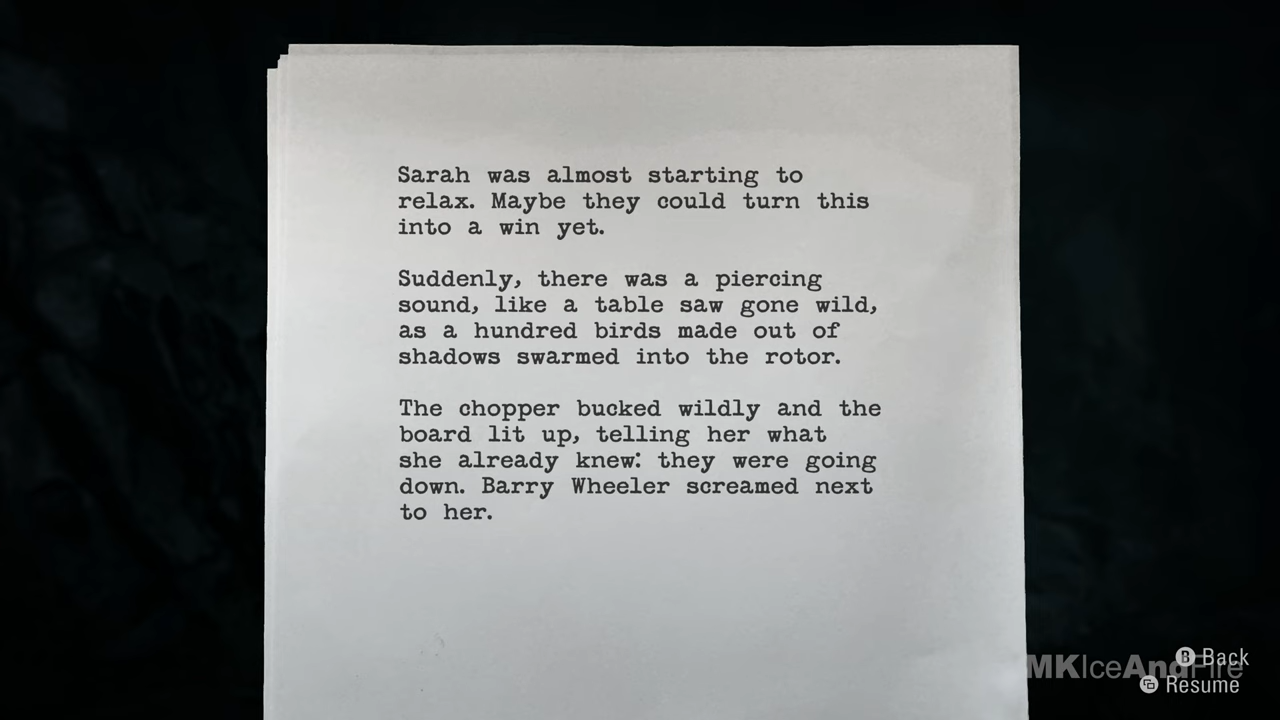 Sarah was almost starting to
relax. Maybe they could turn this
into a win yet.
Suddenly, there was a piercing
sound, like a table saw gone wild,
as a hundred birds made out of
shadows swarmed into the rotor.
The chopper bucked wildly and the
board lit up, telling her what
she already knew: they were going
down. Barry Wheeler screamed next
to her.
MKIceAndFire
B Back
Resume